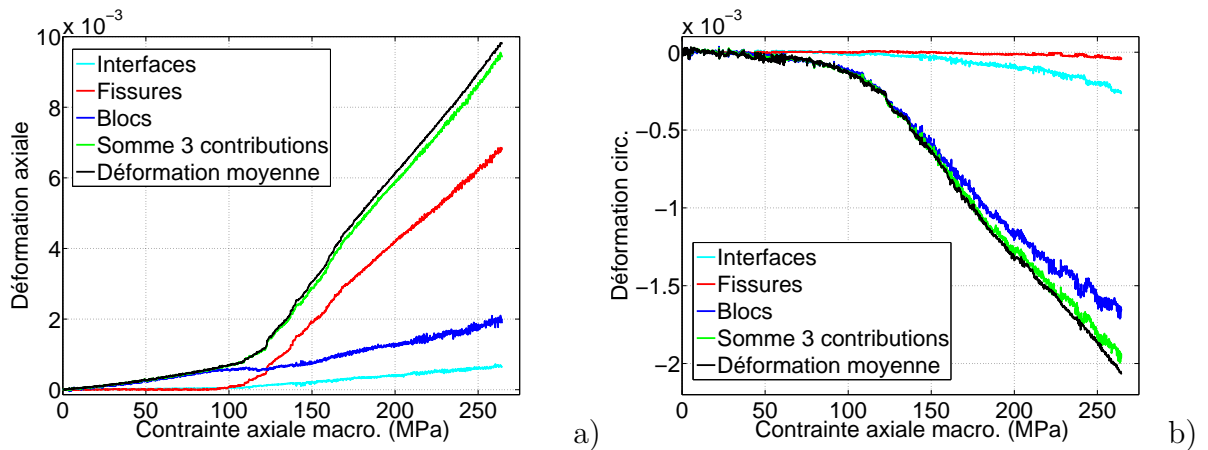 x 10⁻³
10
8
6
4
2
0
Déformation axiale
Interfaces
Fissures
Blocs
Somme 3 contributions
Déformation moyenne
0 50 100 150 200 250
Contrainte axiale macro. (MPa)
a)
x 10⁻³
0
−0.5
−1
−1.5
−2
Déformation circ.
Interfaces
Fissures
Blocs
Somme 3 contributions
Déformation moyenne
0 50 100 150 200 250
Contrainte axiale macro. (MPa)
b)